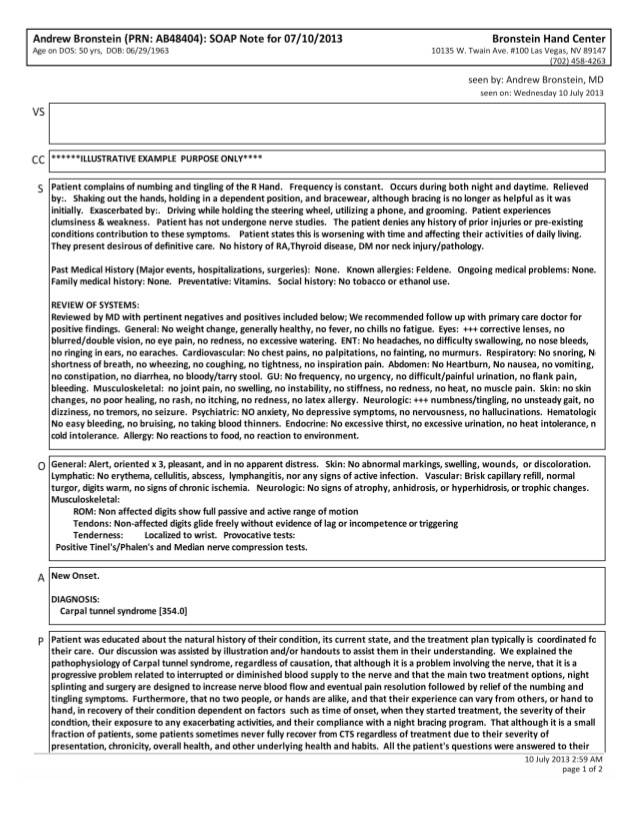 Andrew Bronstein (PRN: AB48404): SOAP Note for 07/10/2013
Bronstein Hand Center
Age on DOS: 50 yrs, DOB: 06/29/1963
10135 W. Twain Ave. #100 Las Vegas, NV 89147
(702) 458-4263
seen by: Andrew Bronstein, MD
seen on: Wednesday 10 July 2013
VS
CC
******ILLUSTRATIVE EXAMPLE PURPOSE ONLY****
S
Patient complains of numbing and tingling of the R Hand. Frequency is constant. Occurs during both night and daytime. Relieved
by:. Shaking out the hands, holding in a dependent position, and bracewear, although bracing is no longer as helpful as it was
initially. Exascerbated by:. Driving while holding the steering wheel, utilizing a phone, and grooming. Patient experiences
clumsiness & weakness. Patient has not undergone nerve studies. The patient denies any history of prior injuries or pre-existing
conditions contribution to these symptoms. Patient states this is worsening with time and affecting their activities of daily living.
They present desirous of definitive care. No history of RA,Thyroid disease, DM nor neck injury/pathology.
Past Medical History (Major events, hospitalizations, surgeries): None. Known allergies: Feldene. Ongoing medical problems: None.
Family medical history: None. Preventative: Vitamins. Social history: No tobacco or ethanol use.
REVIEW OF SYSTEMS:
Reviewed by MD with pertinent negatives and positives included below; We recommended follow up with primary care doctor for
positive findings. General: No weight change, generally healthy, no fever, no chills no fatigue. Eyes: +++ corrective lenses, no
blurred/double vision, no eye pain, no redness, no excessive watering. ENT: No headaches, no difficulty swallowing, no nose bleeds,
no ringing in ears, no earaches. Cardiovascular: No chest pains, no palpitations, no fainting, no murmurs. Respiratory: No snoring, N
shortness of breath, no wheezing, no coughing, no tightness, no inspiration pain. Abdomen: No Heartburn, No nausea, no vomiting,
no constipation, no diarrhea, no bloody/tarry stool. GU: No frequency, no urgency, no difficult/painful urination, no flank pain,
bleeding. Musculoskeletal: no joint pain, no swelling, no instability, no stiffness, no redness, no heat, no muscle pain. Skin: no skin
changes, no poor healing, no rash, no itching, no redness, no latex allergy. Neurologic: +++ numbness/tingling, no unsteady gait, no
dizziness, no tremors, no seizure. Psychiatric: NO anxiety, No depressive symptoms, no nervousness, no hallucinations. Hematologic
No easy bleeding, no bruising, no taking blood thinners. Endocrine: No excessive thirst, no excessive urination, no heat intolerance, n
cold intolerance. Allergy: No reactions to food, no reaction to environment.
O
General: Alert, oriented x 3, pleasant, and in no apparent distress. Skin: No abnormal markings, swelling, wounds, or discoloration.
Lymphatic: No erythema, cellulitis, abscess, lymphangitis, nor any signs of active infection. Vascular: Brisk capillary refill, normal
turgor, digits warm, no signs of chronic ischemia. Neurologic: No signs of atrophy, anhidrosis, or hyperhidrosis, or trophic changes.
Musculoskeletal:
ROM: Non affected digits show full passive and active range of motion
Tendons: Non-affected digits glide freely without evidence of lag or incompetence or triggering
Tenderness: Localized to wrist. Provocative tests:
Positive Tinel's/Phalen's and Median nerve compression tests.
A
New Onset.
DIAGNOSIS:
Carpal tunnel syndrome [354.0]
P
Patient was educated about the natural history of their condition, its current state, and the treatment plan typically is coordinated fo
their care. Our discussion was assisted by illustration and/or handouts to assist them in their understanding. We explained the
pathophysiology of Carpal tunnel syndrome, regardless of causation, that although it is a problem involving the nerve, that it is a
progressive problem related to interrupted or diminished blood supply to the nerve and that the main two treatment options, night
splinting and surgery are designed to increase nerve blood flow and eventual pain resolution followed by relief of the numbing and
tingling symptoms. Furthermore, that no two people, or hands are alike, and that their experience can vary from others, or hand to
hand, in recovery of their condition dependent on factors such as time of onset, when they started treatment, the severity of their
condtion, their exposure to any exacerbating activities, and their compliance with a night bracing program. That although it is a small
fraction of patients, some patients sometimes never fully recover from CTS regardless of treatment due to their severity of
presentation, chronicity, overall health, and other underlying health and habits. All the patient's questions were answered to their
10 July 2013 2:59 AM
page 1 of 2